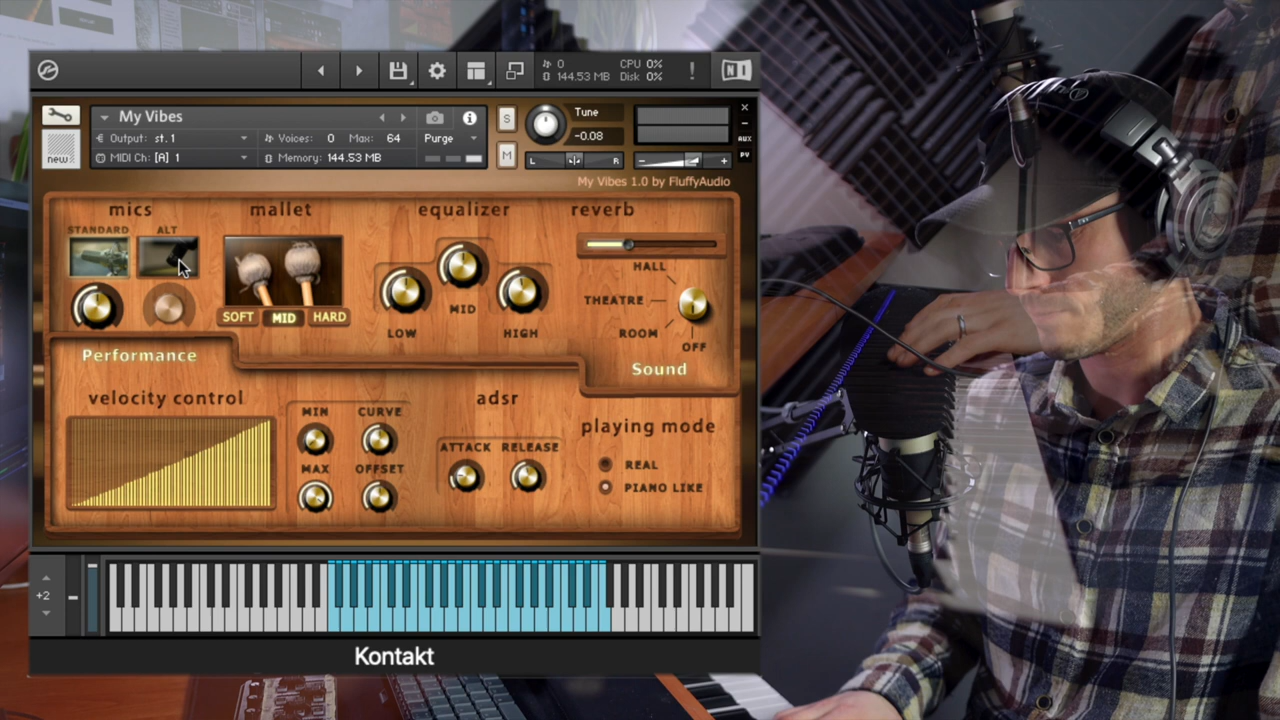 0 CPU 0%
144.53 MB Disk 0%
!
My Vibes
Output: st.1 Voices: 0 Max: 64 Purge
MIDI Ch: [A] 1 Memory: 144.53 MB
new
S
M
Tune
-0.08
L R
- +
×
-
AUX
PV
My Vibes 1.0 by FluffyAudio
mics mallet equalizer reverb
STANDARD ALT
HALL
THEATRE
ROOM
OFF
SOFT MID HARD
LOW MID HIGH
Performance
Sound
velocity control
MIN CURVE
MAX OFFSET
adsr
ATTACK RELEASE
playing mode
REAL
PIANO LIKE
+2
Kontakt